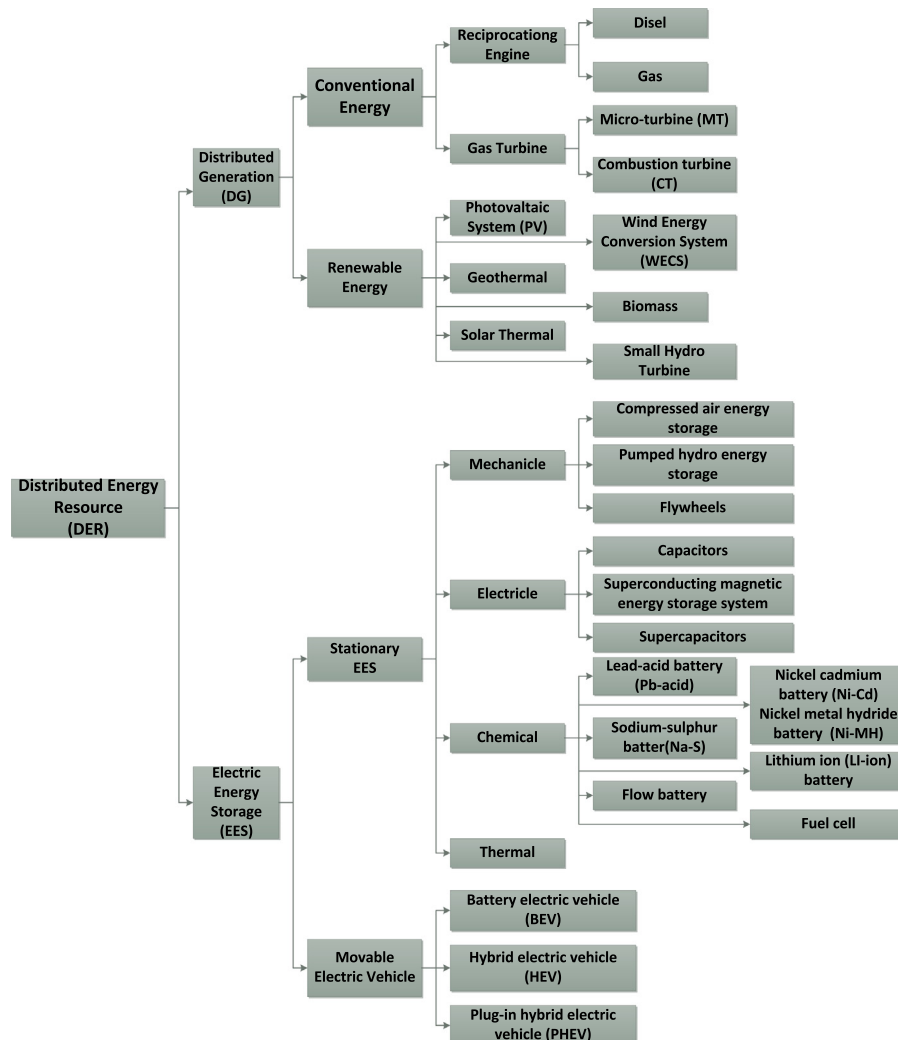 Disel
Reciprocationg
Engine
Gas
Conventional
Energy
Micro-turbine (MT)
Gas Turbine
Distributed
Generation
(DG)
Combustion turbine
(CT)
Photovaltaic
System (PV)
Wind Energy
Conversion System
(WECS)
Renewable
Energy
Geothermal
Biomass
Solar Thermal
Small Hydro
Turbine
Compressed air energy
storage
Mechanicle
Pumped hydro energy
storage
Flywheels
Distributed Energy
Resource
(DER)
Capacitors
Electricle
Superconducting magnetic
energy storage system
Supercapacitors
Stationary
EES
Lead-acid battery
(Pb-acid)
Nickel cadmium
battery (Ni-Cd)
Nickel metal hydride
battery (Ni-MH)
Chemical
Sodium-sulphur
batter(Na-S)
Lithium ion (LI-ion)
battery
Flow battery
Fuel cell
Electric
Energy
Storage
(EES)
Thermal
Battery electric vehicle
(BEV)
Movable
Electric Vehicle
Hybrid electric vehicle
(HEV)
Plug-in hybrid electric
vehicle (PHEV)